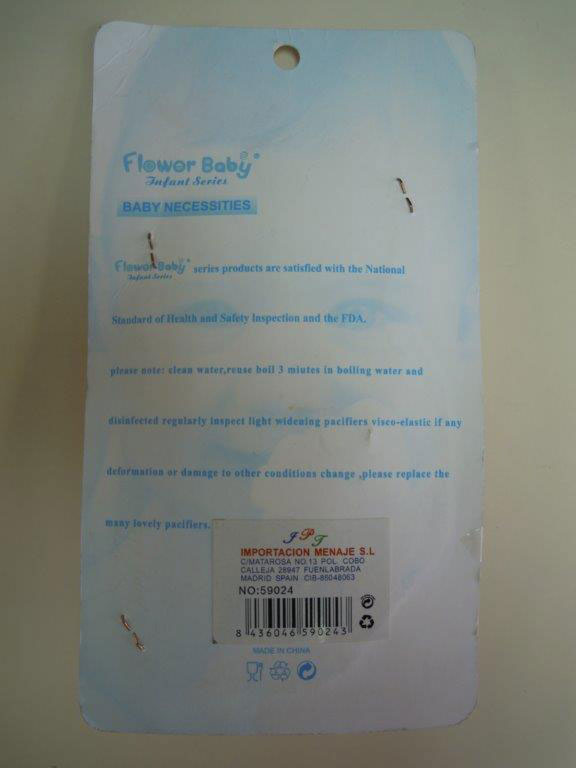 Flower Baby®
Infant Series
BABY NECESSITIES
Flower Baby® series products are satisfied with the National
Infant Series
Standard of Health and Safety Inspection and the FDA.
please note: clean water,reuse boil 3 miutes in boiling water and
disinfected regularly inspect light widening pacifiers visco-elastic if any
deformation or damage to other conditions change ,please replace the
many lovely pacifiers.
IPT
IMPORTACION MENAJE S.L
C/MATAROSA NO.13 POL. COBO
CALLEJA 28947 FUENLABRADA
MADRID SPAIN CIB-86048063
NO:59024
8 436046 590243
MADE IN CHINA